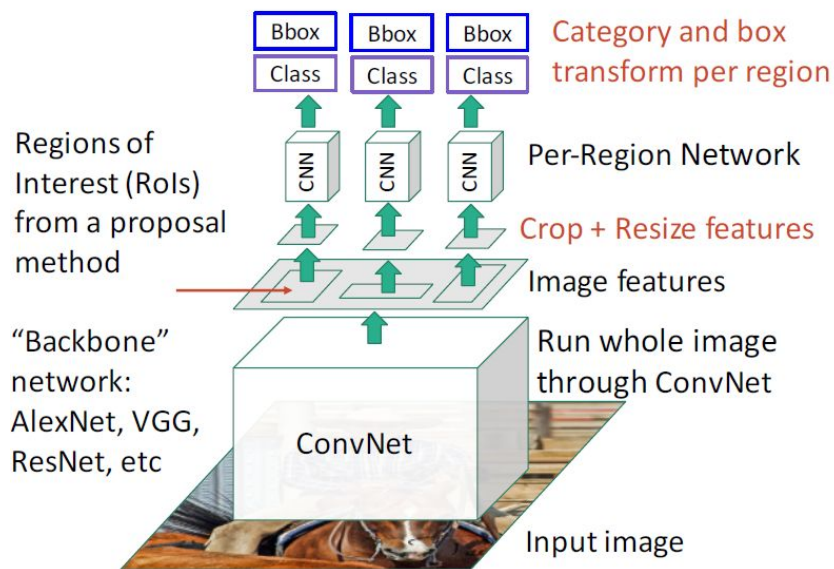 Bbox Bbox Bbox
Class Class Class
Category and box
transform per region
Regions of
Interest (RoIs)
from a proposal
method
CNN CNN CNN
Per-Region Network
Crop + Resize features
Image features
“Backbone”
network:
AlexNet, VGG,
ResNet, etc
Run whole image
through ConvNet
ConvNet
Input image